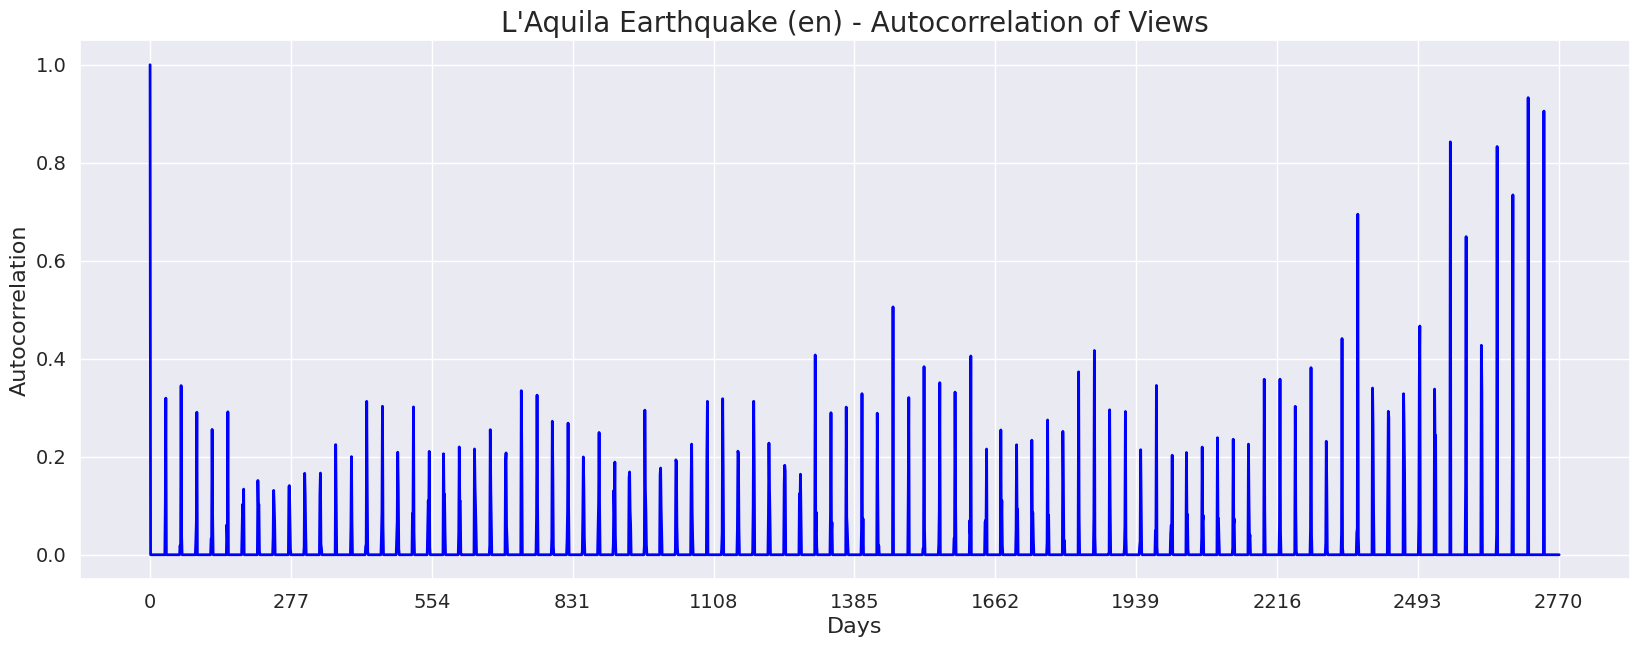 L'Aquila Earthquake (en) - Autocorrelation of Views
Autocorrelation
1.0
0.8
0.6
0.4
0.2
0.0
0 277 554 831 1108 1385 1662 1939 2216 2493 2770
Days